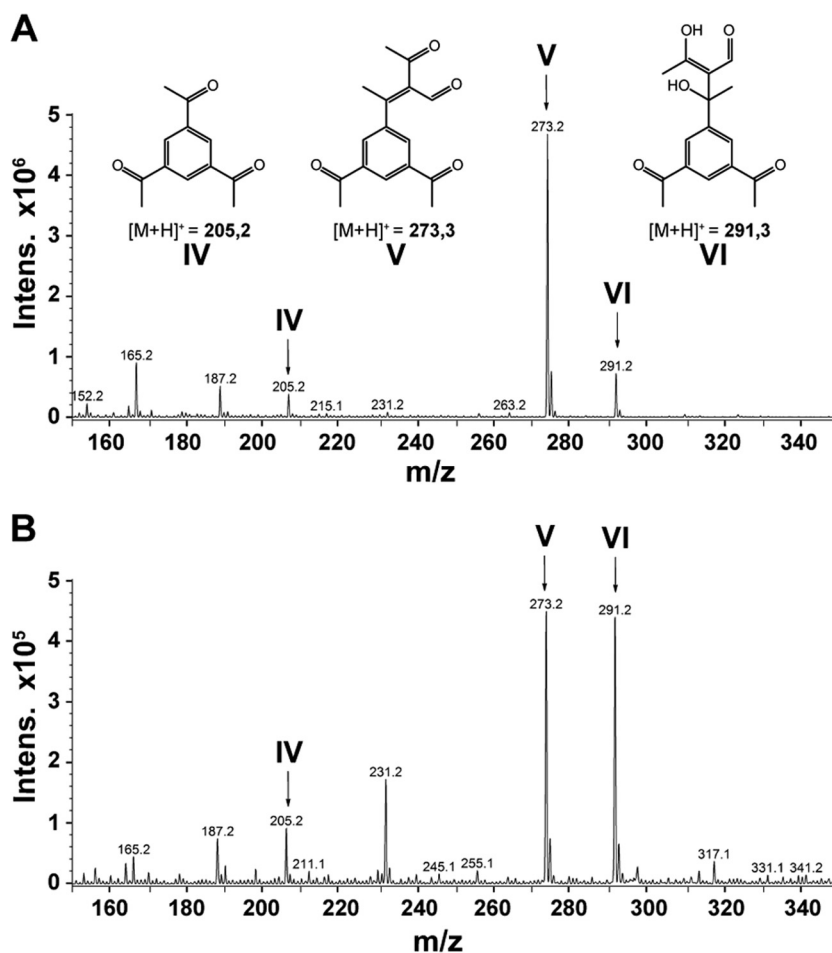 A
O
O
O
[M+H]+ = 205,2
IV
O
O
O
O
[M+H]+ = 273,3
V
OH O
HO
O
O
[M+H]+ = 291,3
VI
V
273.2
VI
291.2
IV
205.2
152.2 165.2 187.2 215.1 231.2 263.2
Intens. x10⁶
5
4
3
2
1
0
160 180 200 220 240 260 280 300 320 340
m/z
B
V VI
273.2 291.2
IV
205.2
231.2
165.2 187.2 211.1 245.1 255.1 317.1 331.1 341.2
Intens. x10⁵
5
4
3
2
1
0
160 180 200 220 240 260 280 300 320 340
m/z